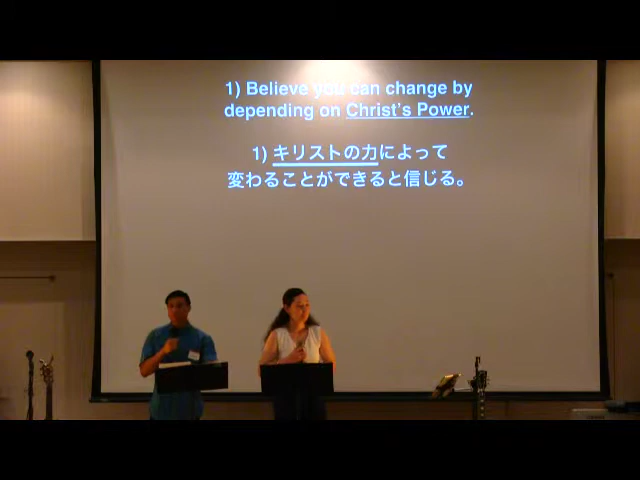 1) Believe you can change by
depending on Christ's Power.
1) キリストの力によって
変わることができると信じる。